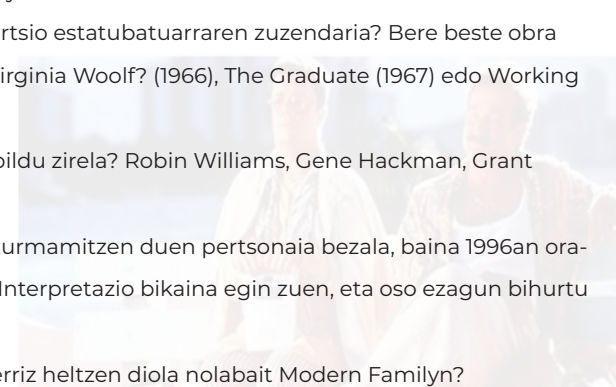 rtsio estatubatuarraren zuzendaria? Bere beste obra
irginia Woolf? (1966), The Graduate (1967) edo Working
bildu zirela? Robin Williams, Gene Hackman, Grant
urmamitzen duen pertsonaia bezala, baina 1996an ora-
Interpretazio bikaina egin zuen, eta oso ezagun bihurtu
erriz heltzen diola nolabait Modern Familyn?